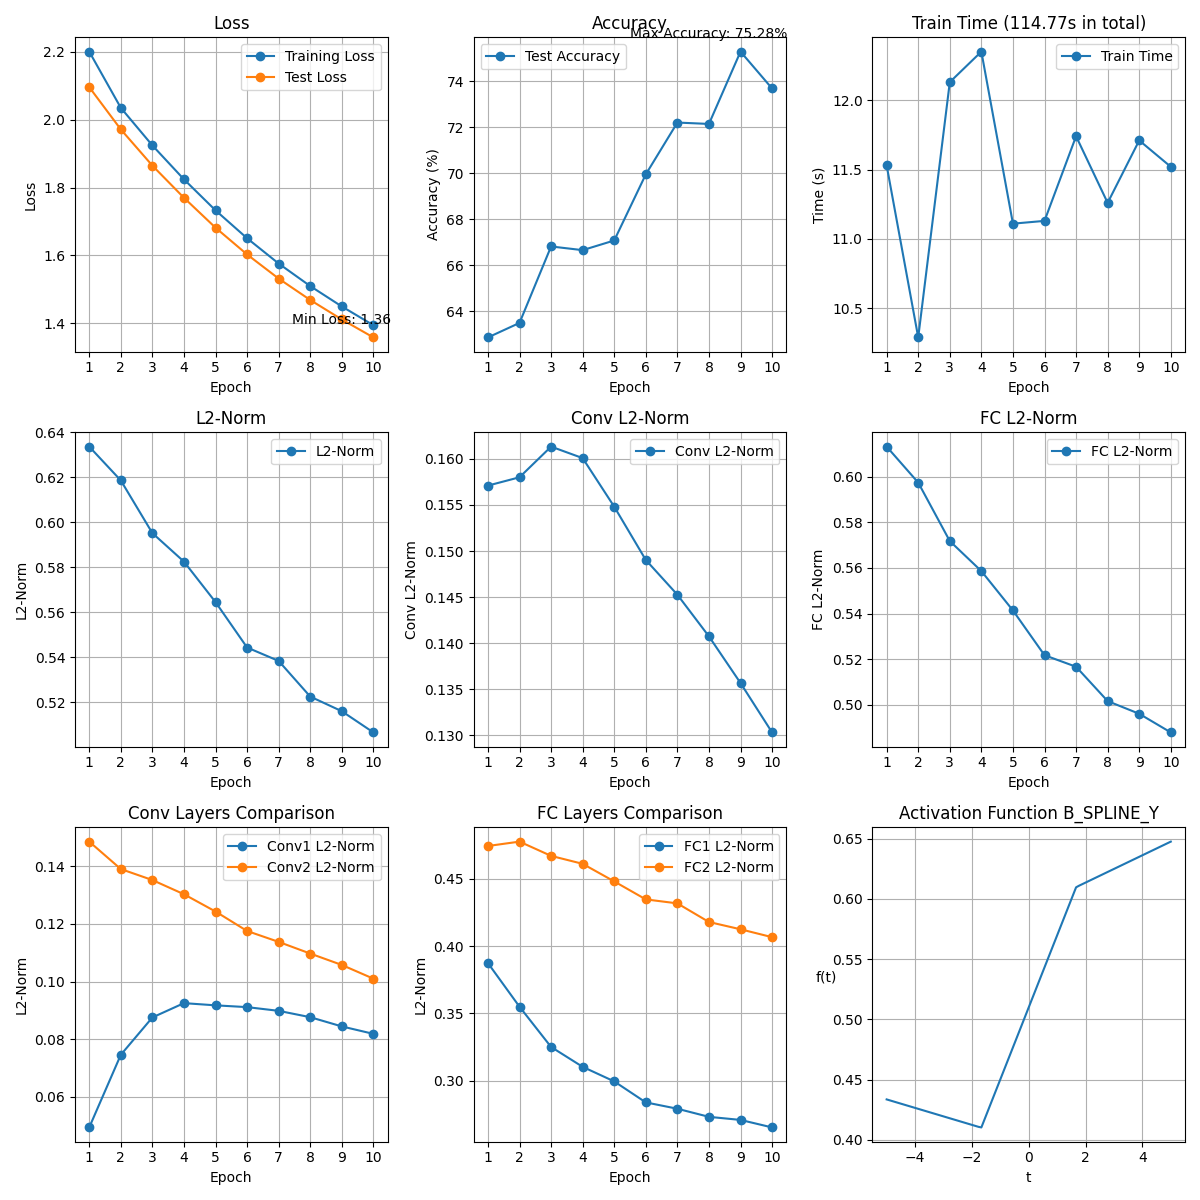 Loss
Training Loss
Test Loss
Min Loss: 1.36
2.2
2.0
1.8
1.6
1.4
Loss
1 2 3 4 5 6 7 8 9 10
Epoch
Accuracy
Max Accuracy: 75.28%
Test Accuracy
74
72
70
68
66
64
Accuracy (%)
1 2 3 4 5 6 7 8 9 10
Epoch
Train Time (114.77s in total)
Train Time
12.0
11.5
11.0
10.5
Time (s)
1 2 3 4 5 6 7 8 9 10
Epoch
L2-Norm
L2-Norm
0.64
0.62
0.60
0.58
0.56
0.54
0.52
L2-Norm
1 2 3 4 5 6 7 8 9 10
Epoch
Conv L2-Norm
Conv L2-Norm
0.160
0.155
0.150
0.145
0.140
0.135
0.130
Conv L2-Norm
1 2 3 4 5 6 7 8 9 10
Epoch
FC L2-Norm
FC L2-Norm
0.60
0.58
0.56
0.54
0.52
0.50
FC L2-Norm
1 2 3 4 5 6 7 8 9 10
Epoch
Conv Layers Comparison
Conv1 L2-Norm
Conv2 L2-Norm
0.14
0.12
0.10
0.08
0.06
L2-Norm
1 2 3 4 5 6 7 8 9 10
Epoch
FC Layers Comparison
FC1 L2-Norm
FC2 L2-Norm
0.45
0.40
0.35
0.30
L2-Norm
1 2 3 4 5 6 7 8 9 10
Epoch
Activation Function B_SPLINE_Y
0.65
0.60
0.55
0.50
0.45
0.40
f(t)
−4 −2 0 2 4
t